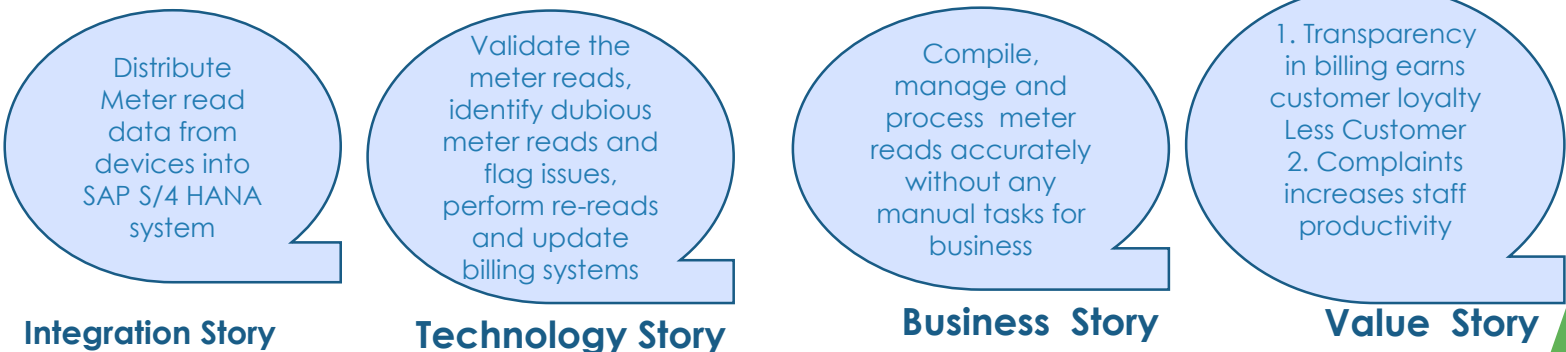 Distribute
Meter read
data from
devices into
SAP S/4 HANA
system
Integration Story
Validate the
meter reads,
identify dubious
meter reads and
flag issues,
perform re-reads
and update
billing systems
Technology Story
Compile,
manage and
process meter
reads accurately
without any
manual tasks for
business
Business Story
1. Transparency
in billing earns
customer loyalty
Less Customer
2. Complaints
increases staff
productivity
Value Story